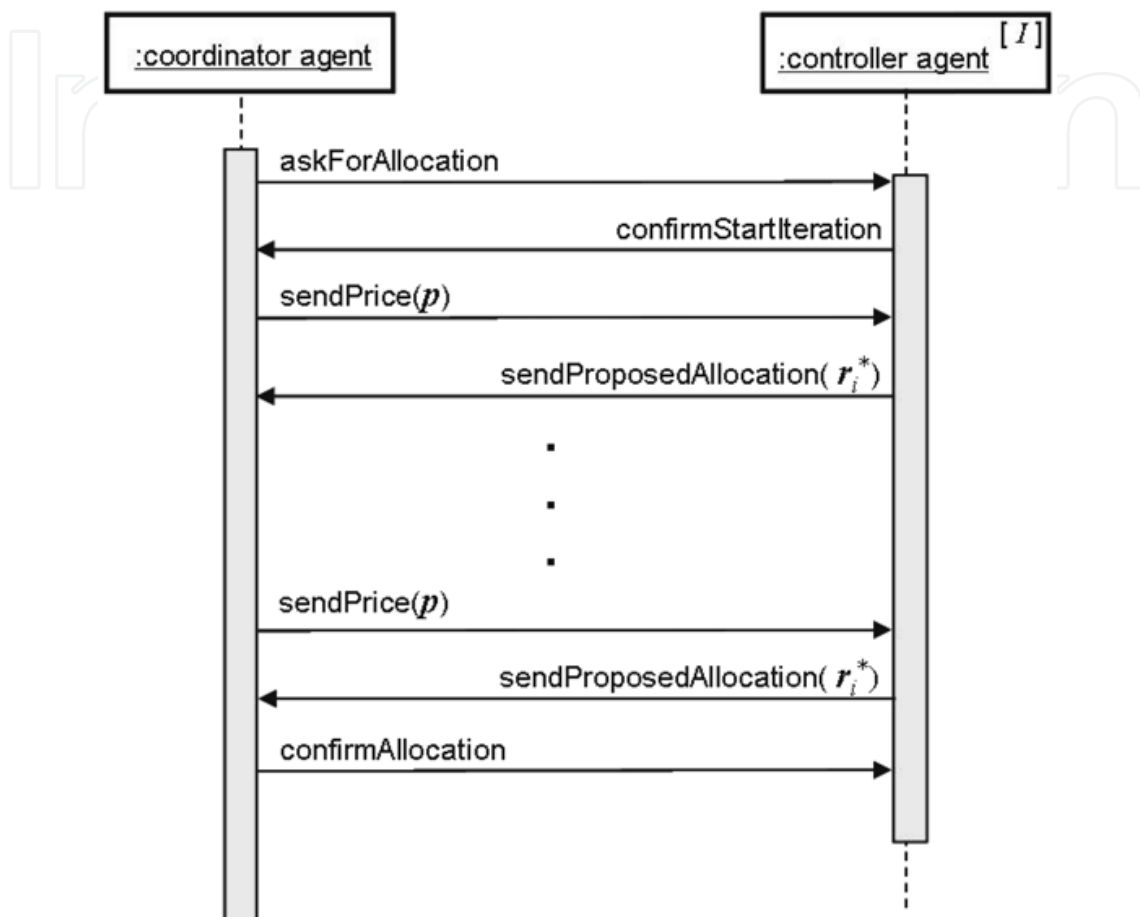 :coordinator agent
:controller agent [I]
askForAllocation
confirmStartIteration
sendPrice(p)
sendProposedAllocation( r_i^*)
sendPrice(p)
sendProposedAllocation( r_i^*)
confirmAllocation